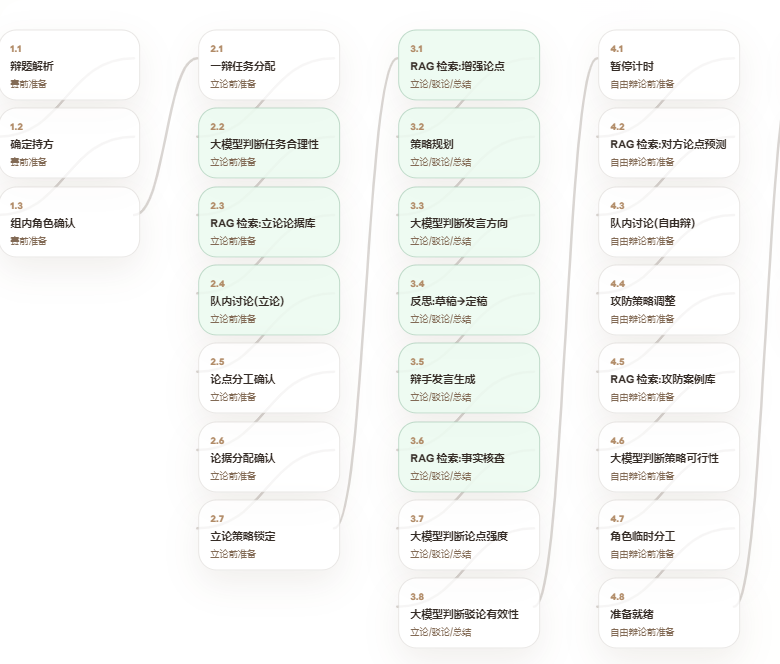 1.1
辩题解析
赛前准备
1.2
确定持方
赛前准备
1.3
组内角色确认
赛前准备
2.1
一辩任务分配
立论前准备
2.2
大模型判断任务合理性
立论前准备
2.3
RAG 检索:立论论据库
立论前准备
2.4
队内讨论(立论)
立论前准备
2.5
论点分工确认
立论前准备
2.6
论据分配确认
立论前准备
2.7
立论策略锁定
立论前准备
3.1
RAG 检索:增强论点
立论/驳论/总结
3.2
策略规划
立论/驳论/总结
3.3
大模型判断发言方向
立论/驳论/总结
3.4
反思:草稿→定稿
立论/驳论/总结
3.5
辩手发言生成
立论/驳论/总结
3.6
RAG 检索:事实核查
立论/驳论/总结
3.7
大模型判断论点强度
立论/驳论/总结
3.8
大模型判断驳论有效性
立论/驳论/总结
4.1
暂停计时
自由辩论前准备
4.2
RAG 检索:对方论点预测
自由辩论前准备
4.3
队内讨论(自由辩)
自由辩论前准备
4.4
攻防策略调整
自由辩论前准备
4.5
RAG 检索:攻防案例库
自由辩论前准备
4.6
大模型判断策略可行性
自由辩论前准备
4.7
角色临时分工
自由辩论前准备
4.8
准备就绪
自由辩论前准备